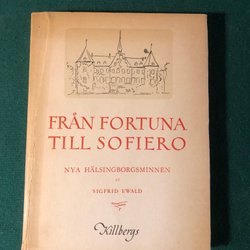 FRÅN FORTUNA
TILL SOFIERO
NYA HÄLSINGBORGSMINNEN
AV
SIGFRID EWALD
Killbergs